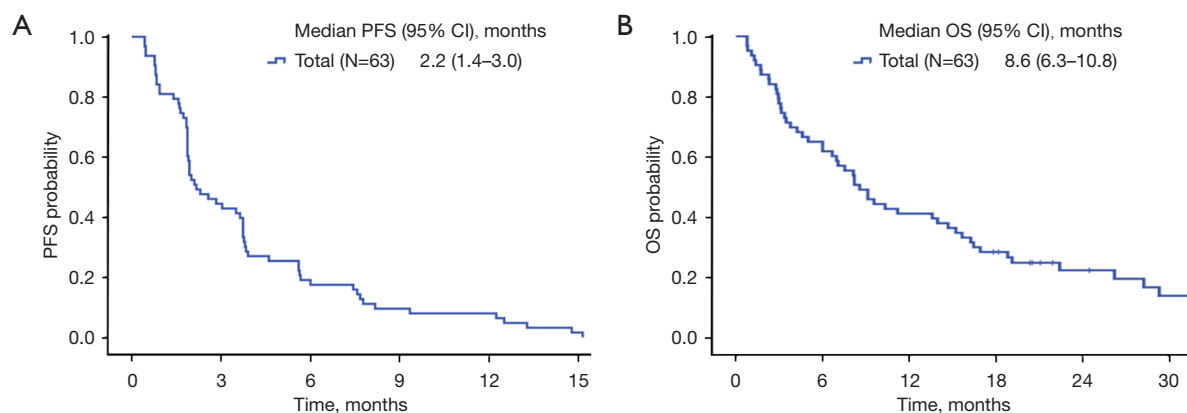 A
Median PFS (95% CI), months
Total (N=63) 2.2 (1.4–3.0)
PFS probability
1.0
0.8
0.6
0.4
0.2
0.0
0 3 6 9 12 15
Time, months
B
Median OS (95% CI), months
Total (N=63) 8.6 (6.3–10.8)
OS probability
1.0
0.8
0.6
0.4
0.2
0.0
0 6 12 18 24 30
Time, months